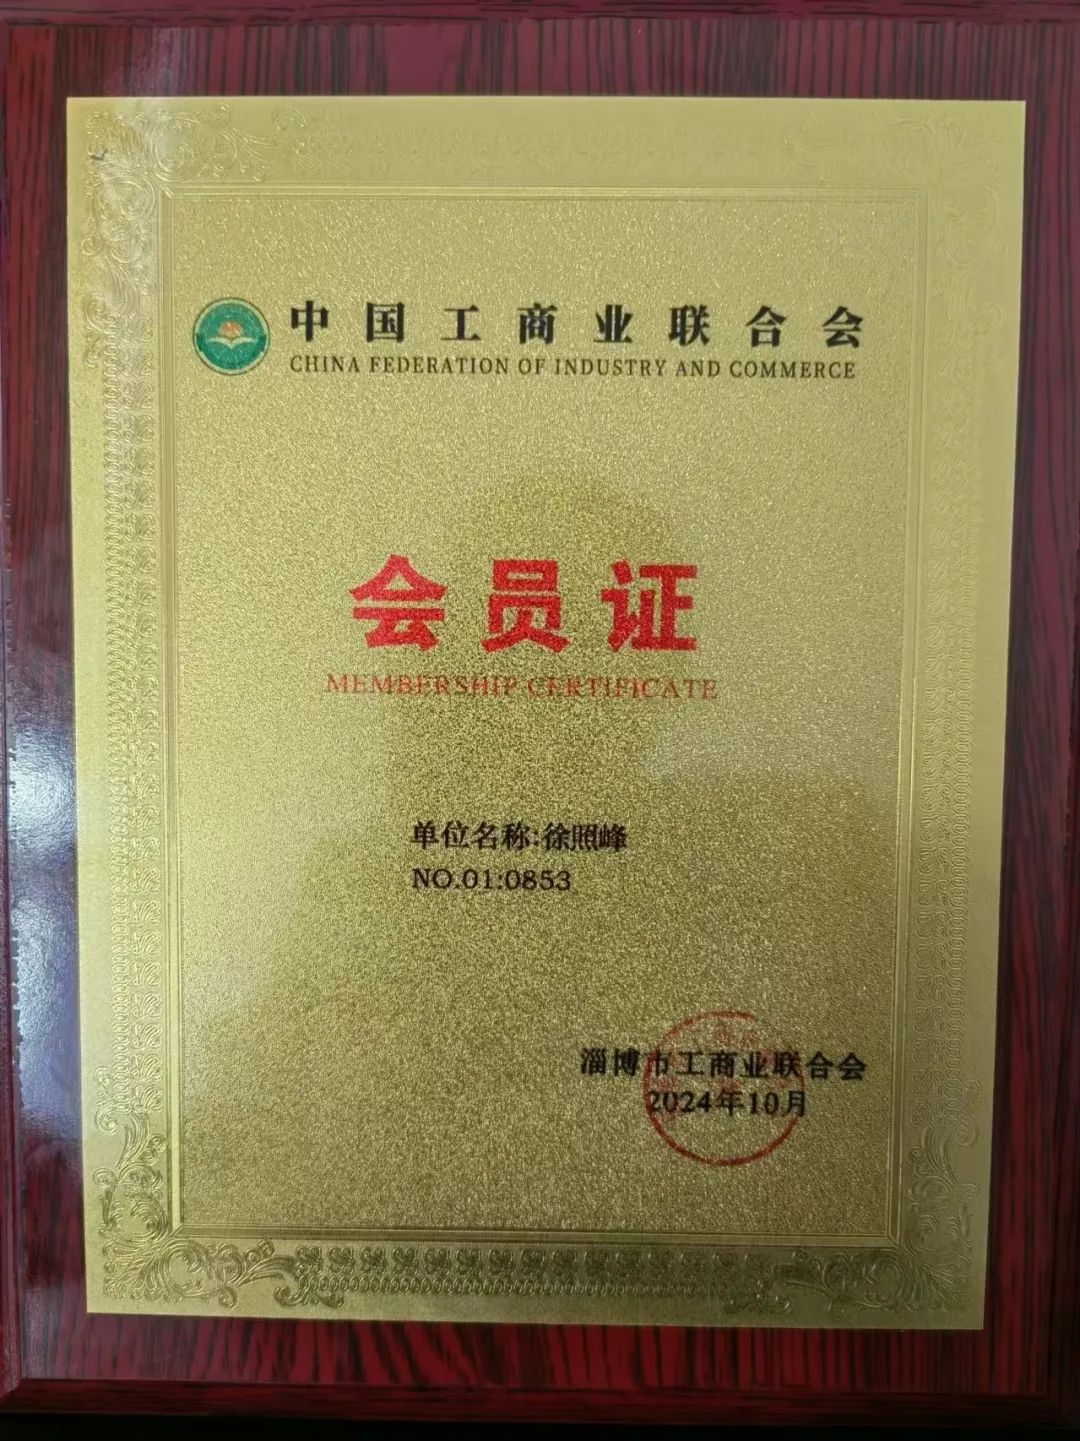 中国工商业联合会
CHINA FEDERATION OF INDUSTRY AND COMMERCE
会员证
MEMBERSHIP CERTIFICATE
单位名称:徐照峰
NO.01:0853
淄博市工商业联合会
2024年10月